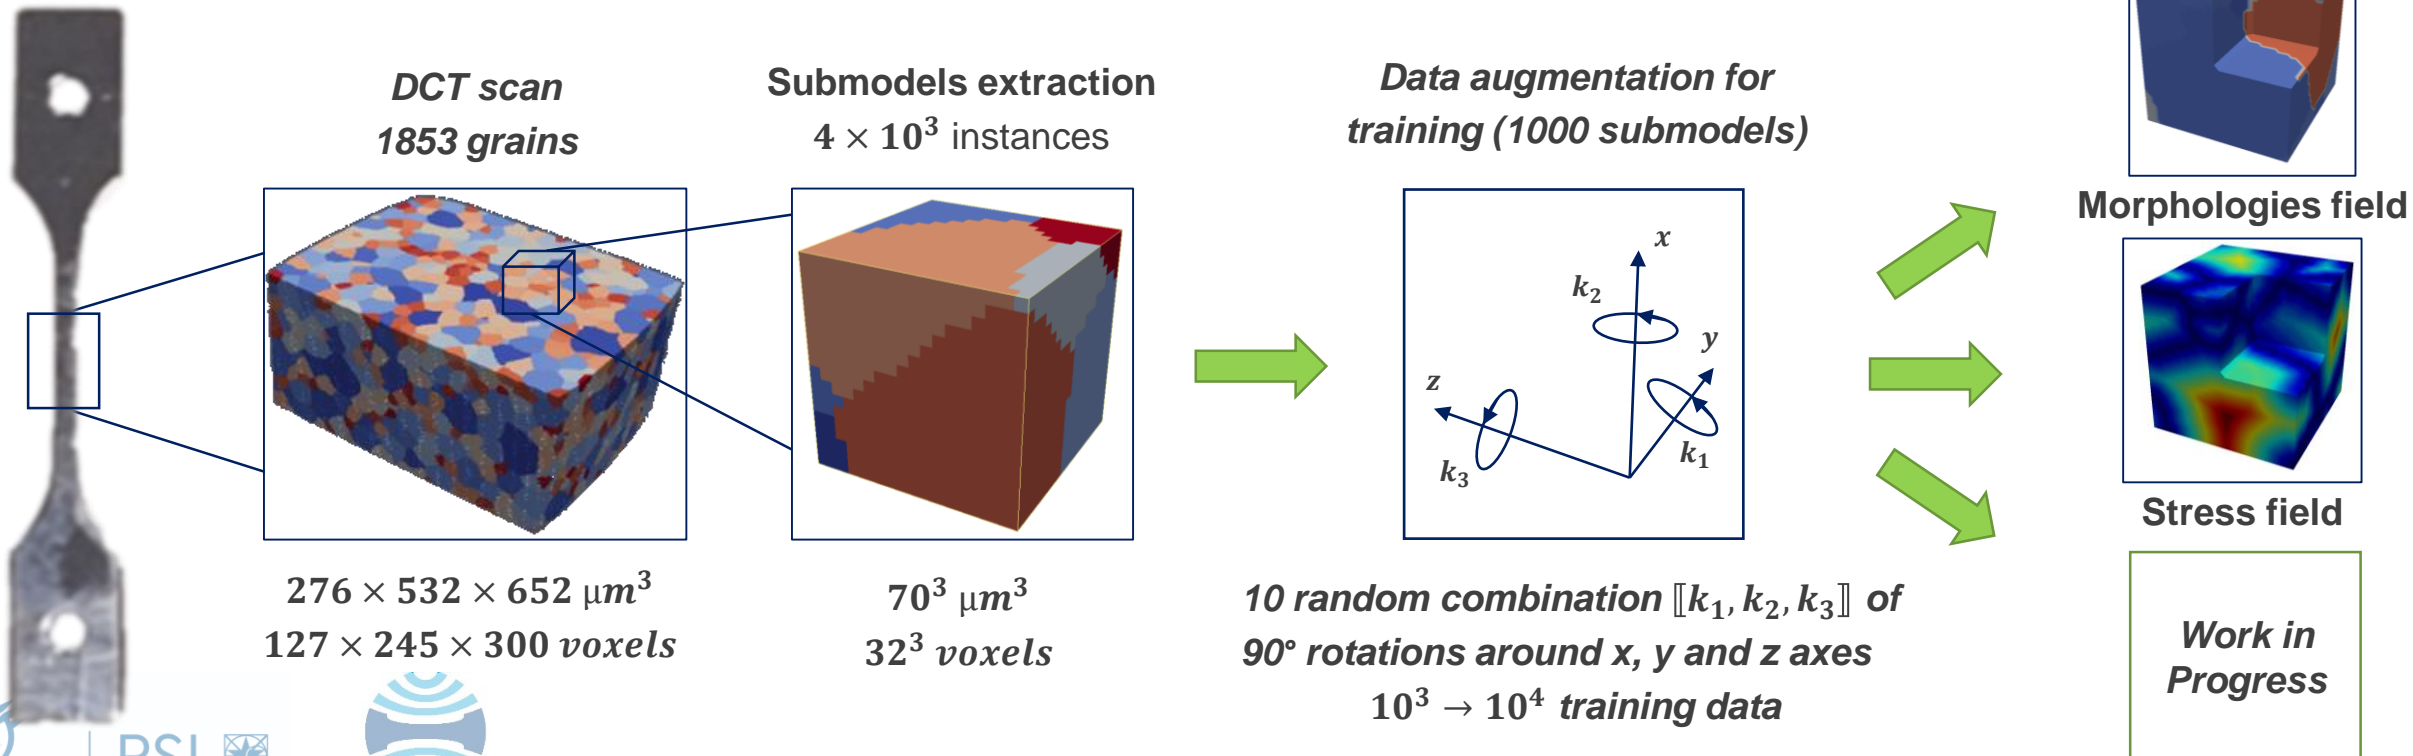 DCT scan
1853 grains
Submodels extraction
4 × 10³ instances
Data augmentation for
training (1000 submodels)
x
k₂
y
z
k₁
k₃
276 × 532 × 652 μm³
127 × 245 × 300 voxels
70³ μm³
32³ voxels
10 random combination ⟦k₁, k₂, k₃⟧ of
90° rotations around x, y and z axes
10³ → 10⁴ training data
Morphologies field
Stress field
Work in
Progress
PSL